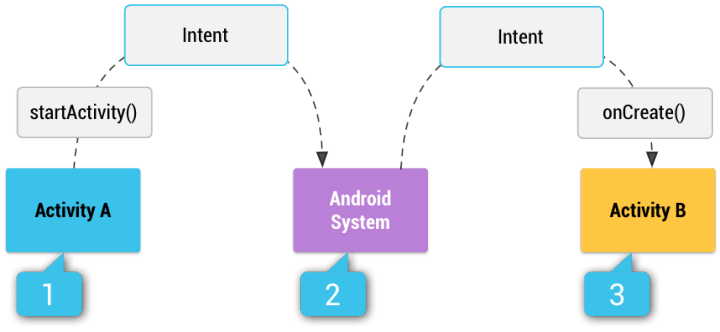 Intent
Intent
startActivity()
onCreate()
Activity A
Android
System
Activity B
1
2
3